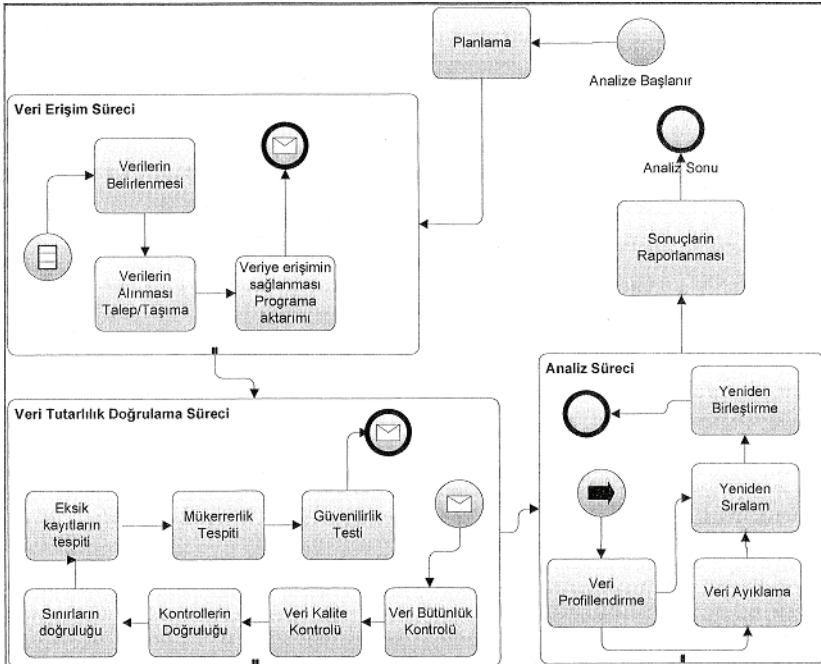 Planlama
Analize Başlanır
Veri Erişim Süreci
Verilerin
Belirlenmesi
Verilerin
Alınması
Talep/Taşıma
Veriye erişimin
sağlanması
Programa
aktarımı
Analiz Sonu
Sonuçların
Raporlanması
Veri Tutarlılık Doğrulama Süreci
Eksik
kayıtların
tespiti
Mükerrerlik
Tespiti
Güvenilirlik
Testi
Sınırların
doğruluğu
Kontrollerin
Doğruluğu
Veri Kalite
Kontrolü
Veri Bütünlük
Kontrolü
Analiz Süreci
Yeniden
Birleştirme
Yeniden
Sıralam
Veri
Profillendirme
Veri Ayıklama